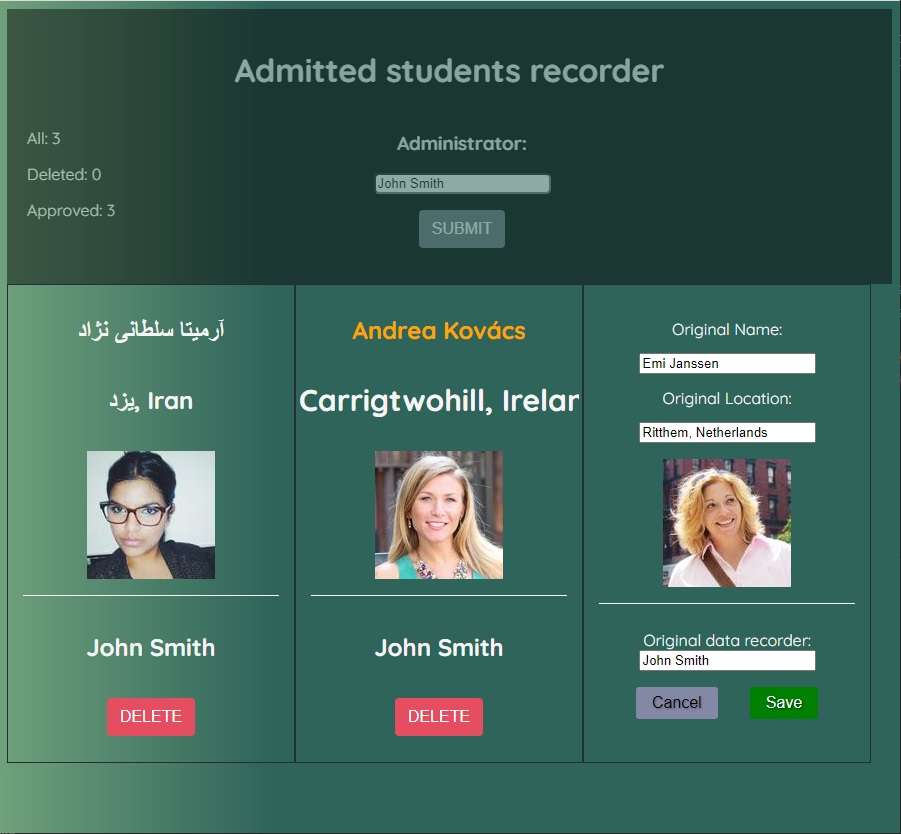 Admitted students recorder
All: 3
Deleted: 0
Approved: 3
Administrator:
John Smith
SUBMIT
آرمیتا سلطانی نژاد
یزد, Iran
John Smith
DELETE
Andrea Kovács
Carrigtwohill, Irelan
John Smith
DELETE
Original Name:
Emi Janssen
Original Location:
Ritthem, Netherlands
Original data recorder:
John Smith
Cancel
Save